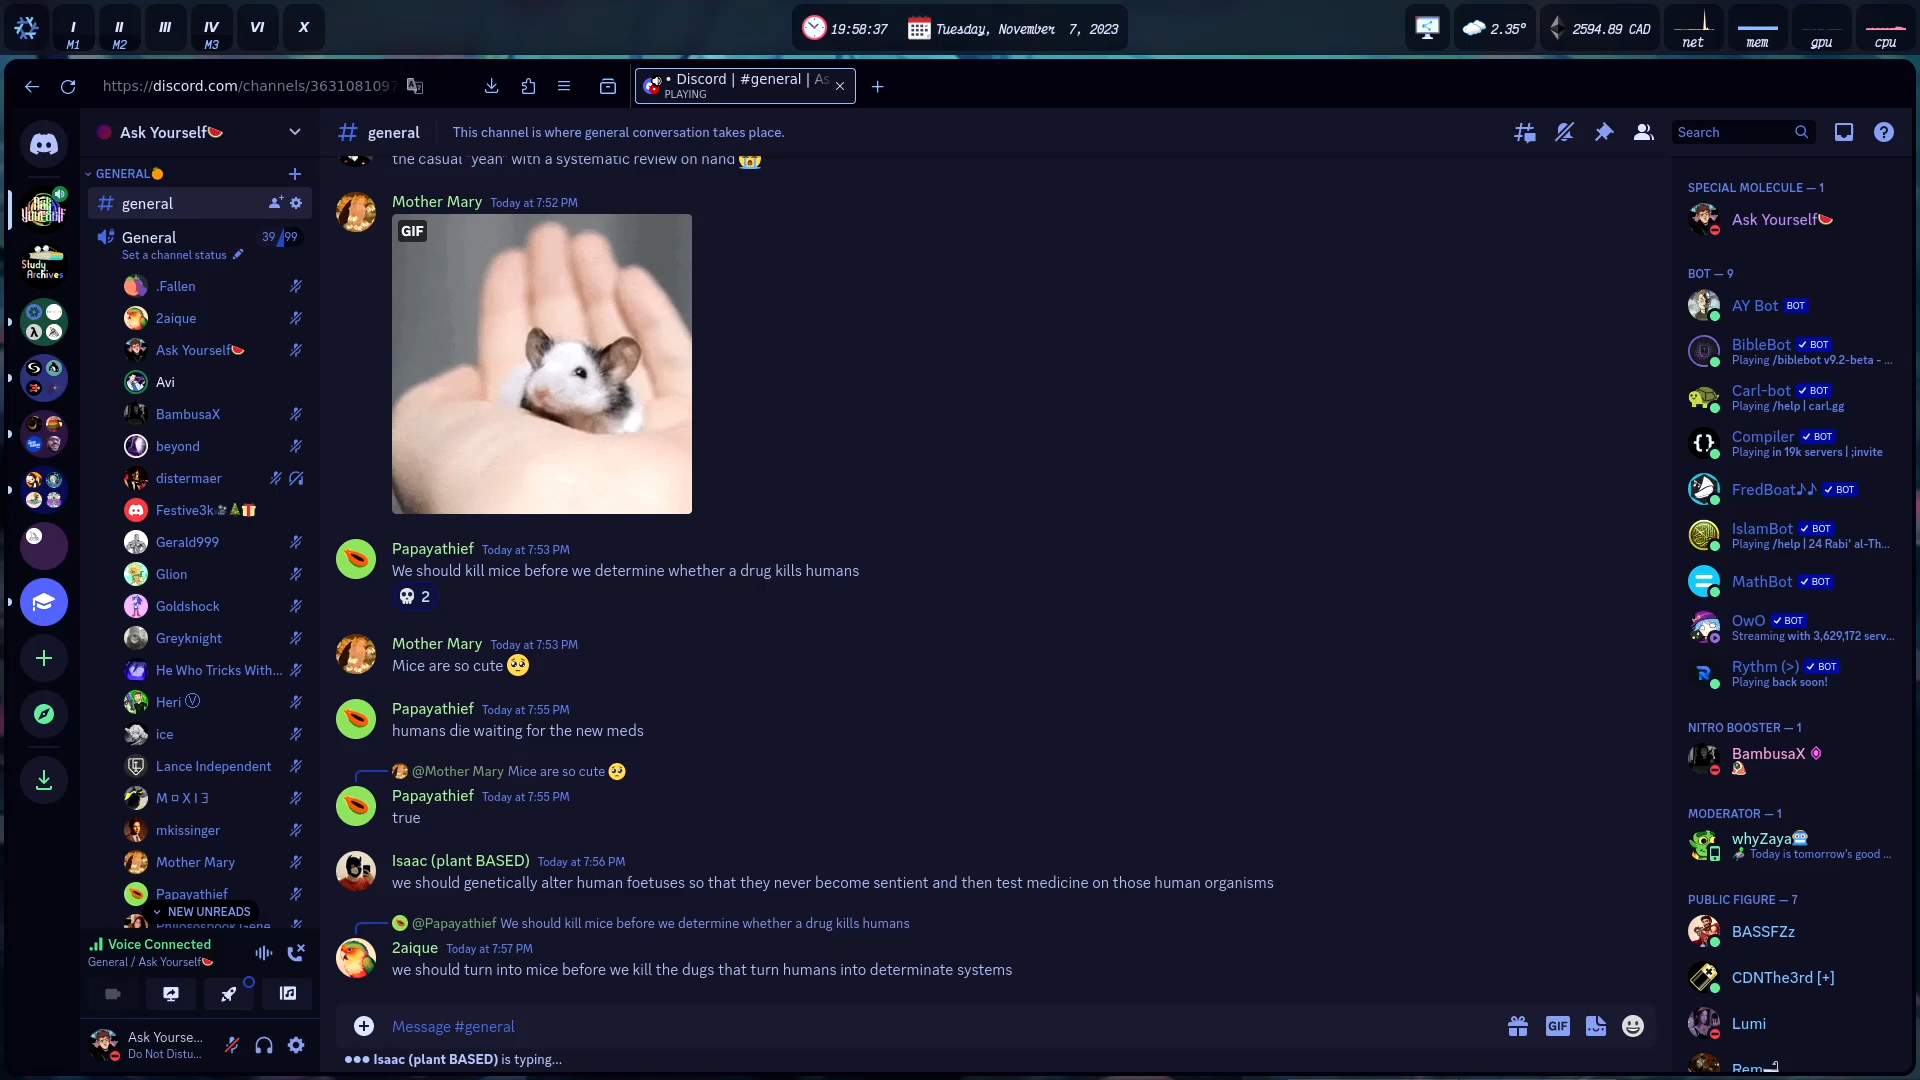 I M1 II M2 III IV M3 VI X
19:58:37 Tuesday, November 7, 2023
2.35° 2594.89 CAD net mem gpu cpu
https://discord.com/channels/3631081097
• Discord | #general | As
PLAYING
Ask Yourself🍉
general This channel is where general conversation takes place.
Search
Ask Yourself
Study Archives
GENERAL🍊
general
General 39 99
Set a channel status
.Fallen
2aique
Ask Yourself🍉
Avi
BambusaX
beyond
distermaer
Festive3k🎄🎁
Gerald999
Glion
Goldshock
Greyknight
He Who Tricks With...
Heri Ⓥ
ice
Lance Independent
M ¤ X I Ǝ
mkissinger
Mother Mary
Papayathief
NEW UNREADS
Voice Connected
General / Ask Yourself🍉
Ask Yourse...
Do Not Distu...
the casual "yeah" with a systematic review on hand 😭
Mother Mary Today at 7:52 PM
GIF
Papayathief Today at 7:53 PM
We should kill mice before we determine whether a drug kills humans
💀 2
Mother Mary Today at 7:53 PM
Mice are so cute 🥺
Papayathief Today at 7:55 PM
humans die waiting for the new meds
@Mother Mary Mice are so cute 🥺
Papayathief Today at 7:55 PM
true
Isaac (plant BASED) Today at 7:56 PM
we should genetically alter human foetuses so that they never become sentient and then test medicine on those human organisms
@Papayathief We should kill mice before we determine whether a drug kills humans
2aique Today at 7:57 PM
we should turn into mice before we kill the dugs that turn humans into determinate systems
Message #general
GIF
Isaac (plant BASED) is typing...
SPECIAL MOLECULE — 1
Ask Yourself🍉
BOT — 9
AY Bot BOT
BibleBot ✓ BOT
Playing /biblebot v9.2-beta - ...
Carl-bot ✓ BOT
Playing /help | carl.gg
Compiler ✓ BOT
Playing in 19k servers | ;invite
FredBoat♪♪ ✓ BOT
IslamBot ✓ BOT
Playing /help | 24 Rabi' al-Th...
MathBot ✓ BOT
OwO ✓ BOT
Streaming with 3,629,172 serv...
Rythm (>) ✓ BOT
Playing back soon!
NITRO BOOSTER — 1
BambusaX
MODERATOR — 1
whyZaya
Today is tomorrow's good ...
PUBLIC FIGURE — 7
BASSFZz
CDNThe3rd [+]
Lumi
Rem